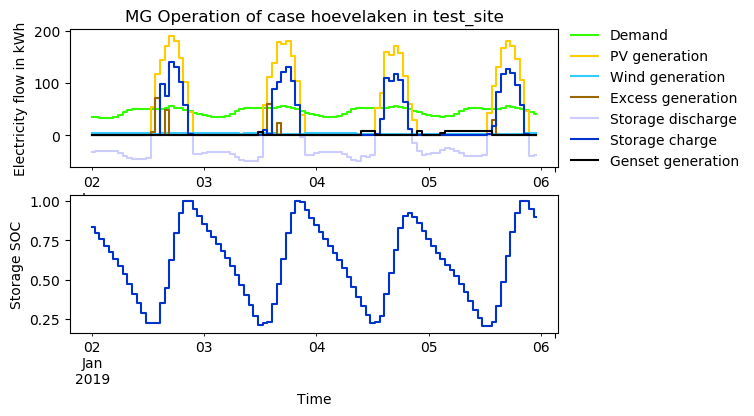 MG Operation of case hoevelaken in test_site
Electricity flow in kWh
200
100
0
02
03
04
05
06
Demand
PV generation
Wind generation
Excess generation
Storage discharge
Storage charge
Genset generation
Storage SOC
1.00
0.75
0.50
0.25
02
03
04
05
06
Jan
2019
Time